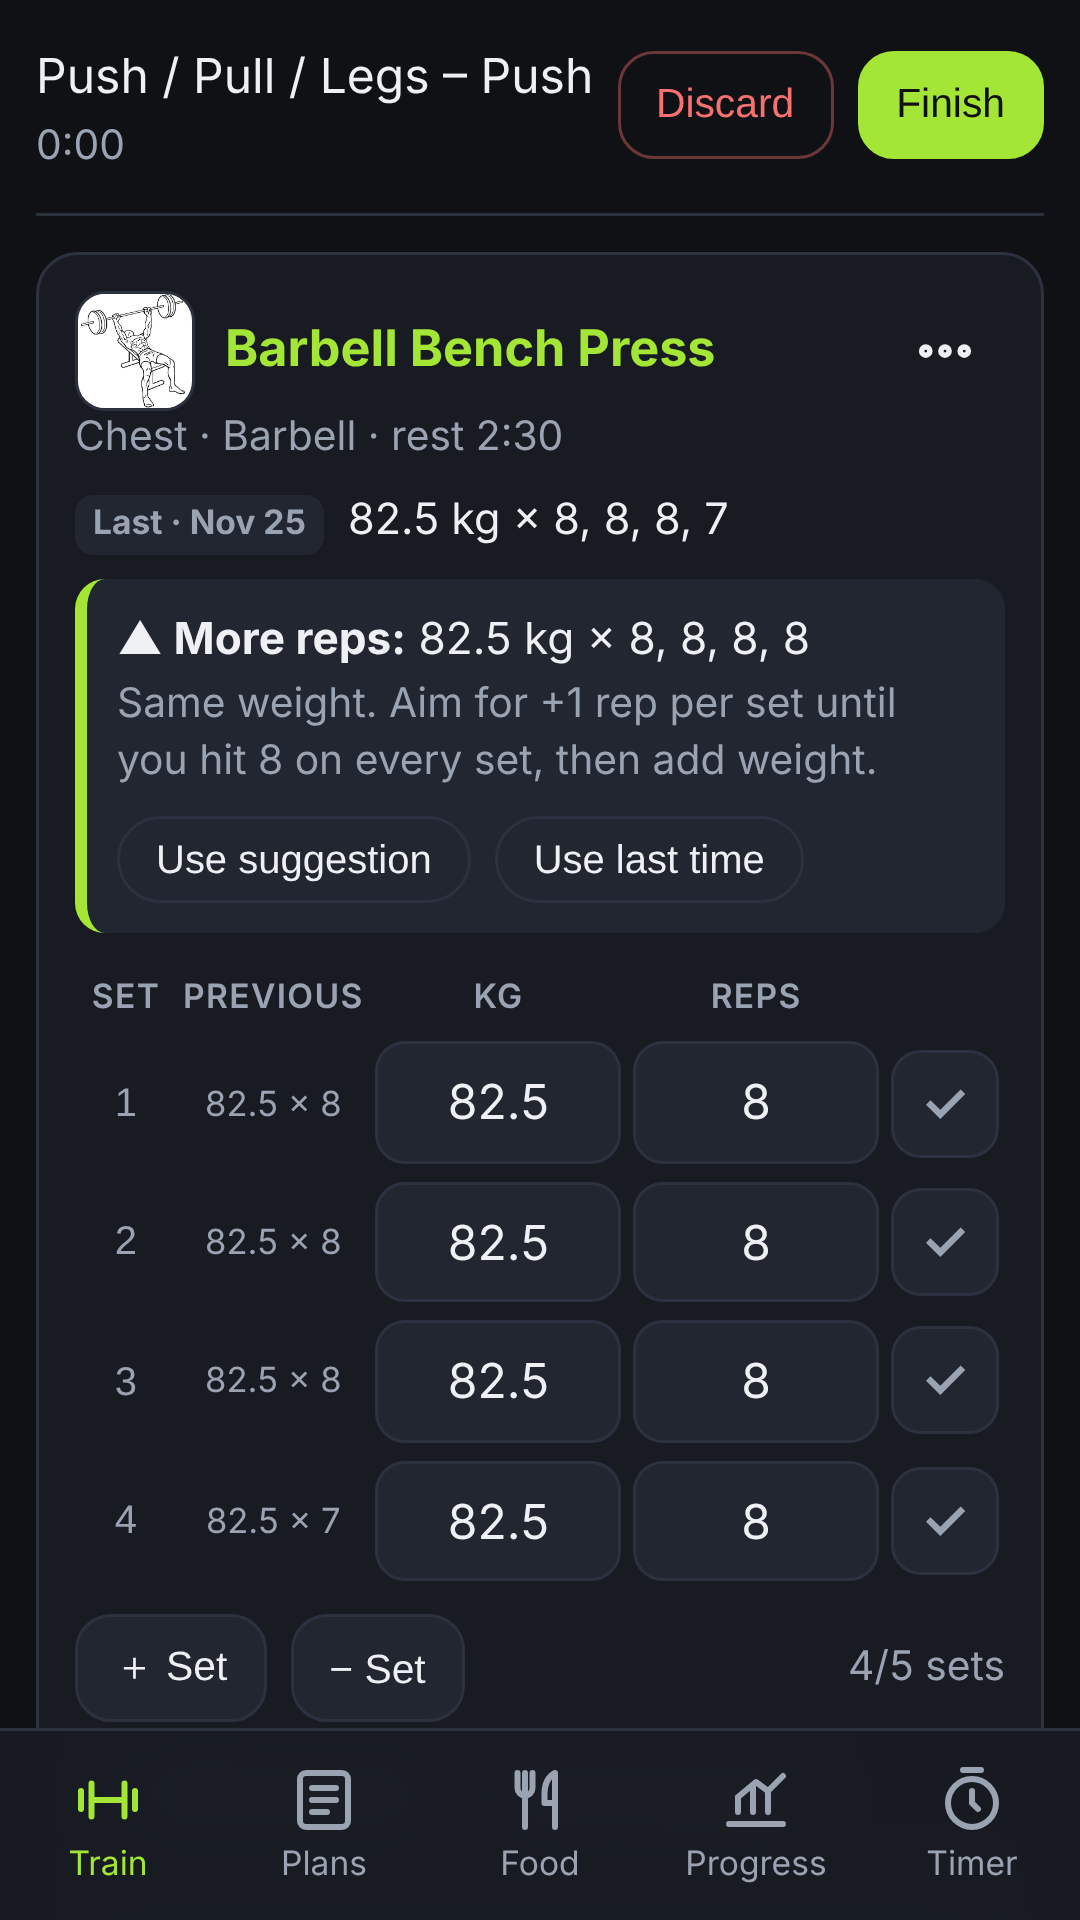 Push / Pull / Legs – Push
0:00
Discard
Finish
Barbell Bench Press
Chest · Barbell · rest 2:30
Last · Nov 25
82.5 kg × 8, 8, 8, 7
▲ More reps: 82.5 kg × 8, 8, 8, 8
Same weight. Aim for +1 rep per set until
you hit 8 on every set, then add weight.
Use suggestion
Use last time
SET PREVIOUS KG REPS
1 82.5 × 8 82.5 8
2 82.5 × 8 82.5 8
3 82.5 × 8 82.5 8
4 82.5 × 7 82.5 8
+ Set
− Set
4/5 sets
Train
Plans
Food
Progress
Timer